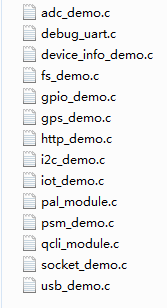 adc_demo.c
debug_uart.c
device_info_demo.c
fs_demo.c
gpio_demo.c
gps_demo.c
http_demo.c
i2c_demo.c
iot_demo.c
pal_module.c
psm_demo.c
qcli_module.c
socket_demo.c
usb_demo.c